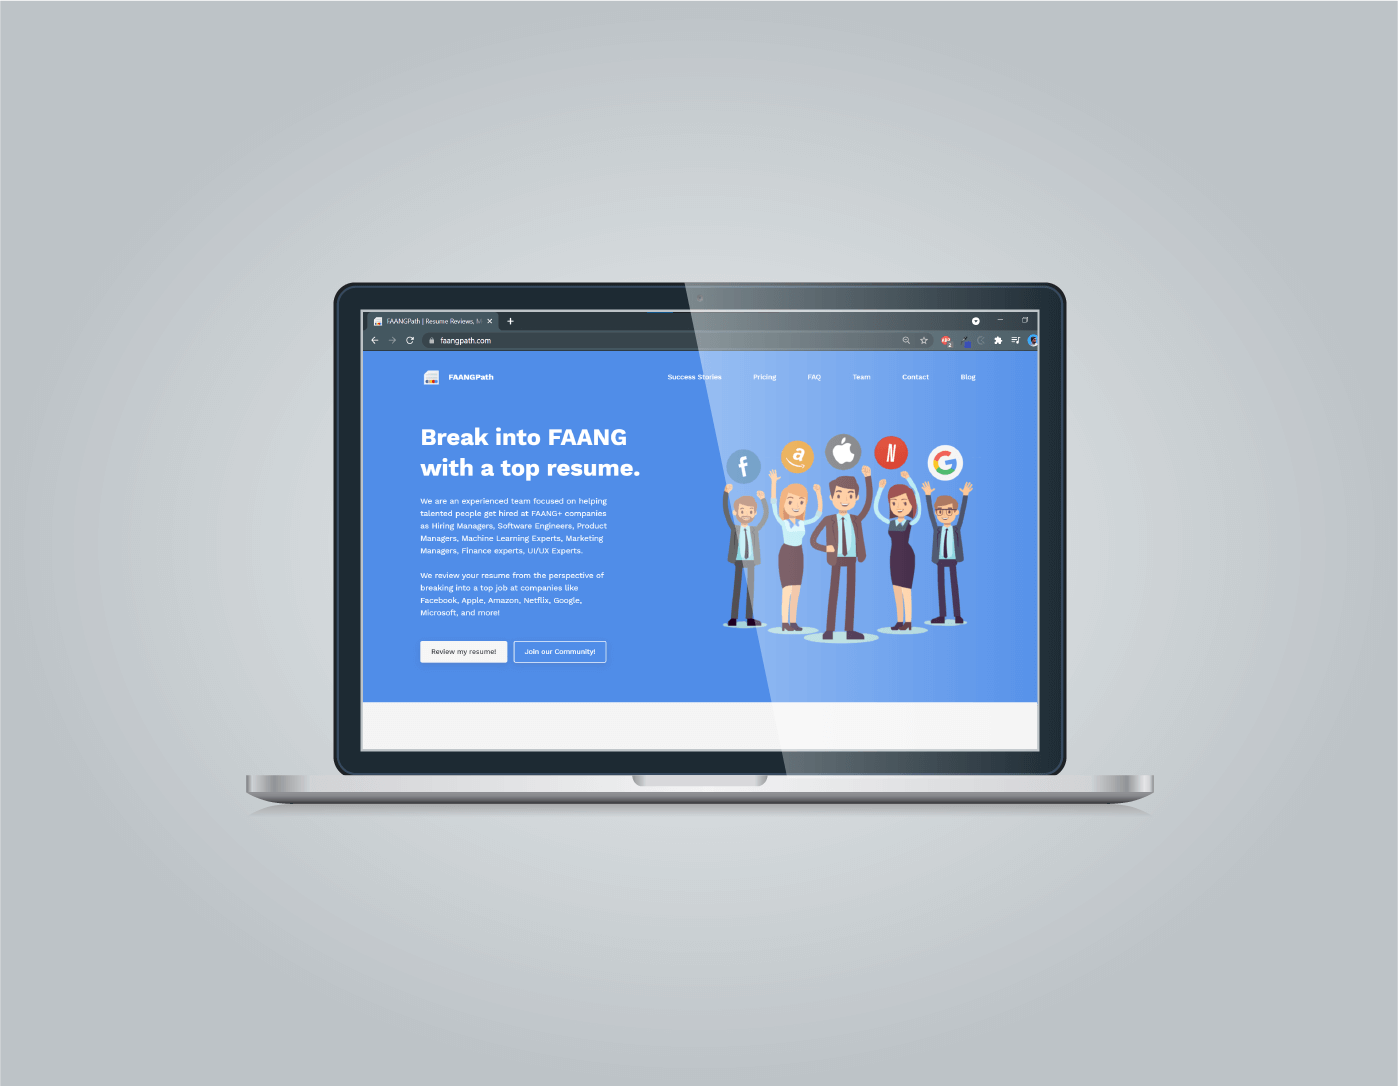 FAANGPath | Resume Reviews, M
faangpath.com
FAANGPath
Success Stories Pricing FAQ Team Contact Blog
Break into FAANG
with a top resume.
We are an experienced team focused on helping
talented people get hired at FAANG+ companies
as Hiring Managers, Software Engineers, Product
Managers, Machine Learning Experts, Marketing
Managers, Finance experts, UI/UX Experts.
We review your resume from the perspective of
breaking into a top job at companies like
Facebook, Apple, Amazon, Netflix, Google,
Microsoft, and more!
Review my resume! Join our Community!
f a N G